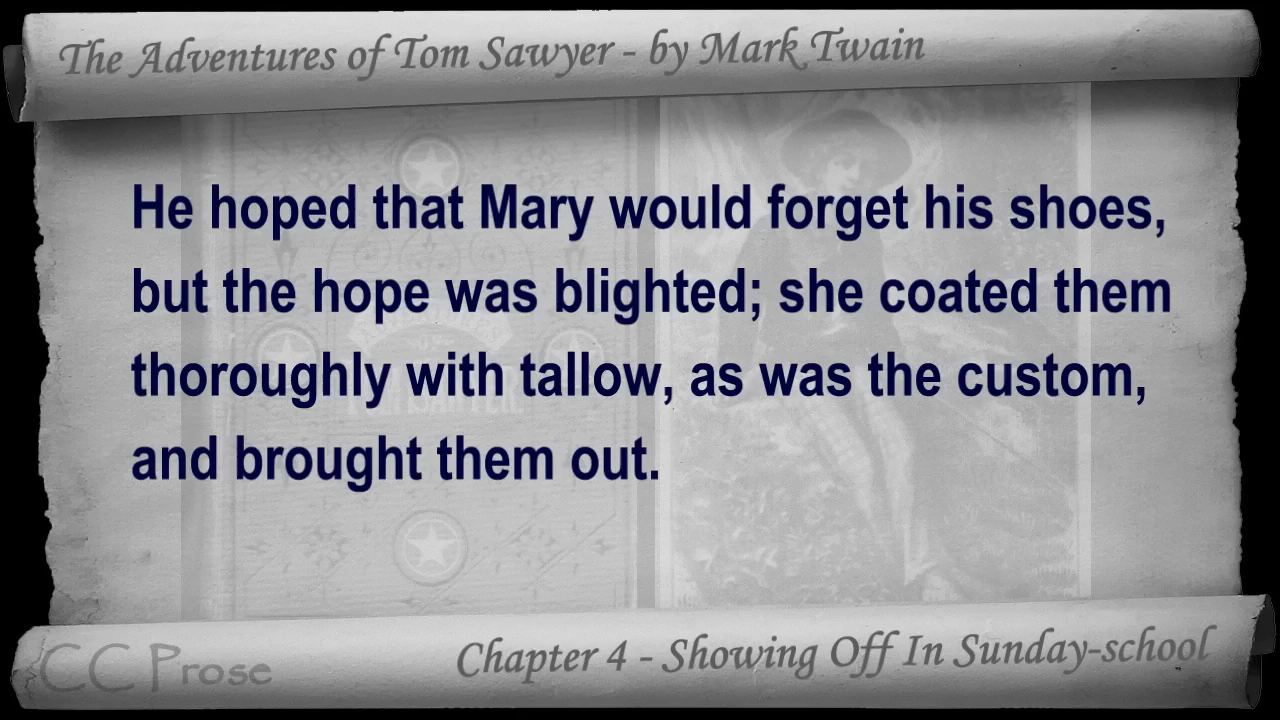 The Adventures of Tom Sawyer - by Mark Twain
He hoped that Mary would forget his shoes,
but the hope was blighted; she coated them
thoroughly with tallow, as was the custom,
and brought them out.
Chapter 4 - Showing Off In Sunday-school
CC Prose